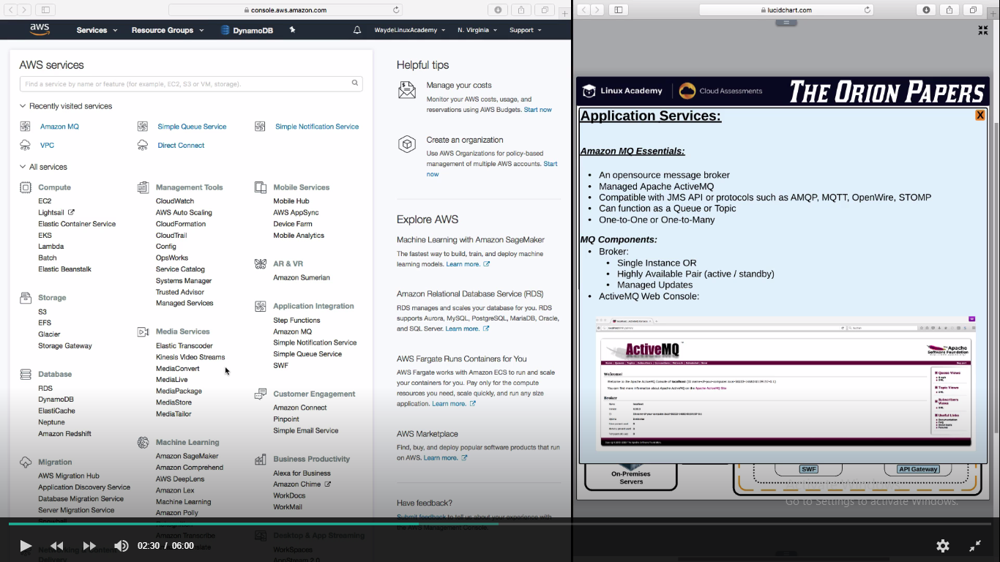 console.aws.amazon.com
lucidchart.com
aws
Services
Resource Groups
DynamoDB
WaydeLinuxAcademy
N. Virginia
Support
AWS services
Find a service by name or feature (for example, EC2, S3 or VM, storage).
Recently visited services
Amazon MQ
Simple Queue Service
Simple Notification Service
VPC
Direct Connect
All services
Compute
EC2
Lightsail
Elastic Container Service
EKS
Lambda
Batch
Elastic Beanstalk
Storage
S3
EFS
Glacier
Storage Gateway
Database
RDS
DynamoDB
ElastiCache
Neptune
Amazon Redshift
Migration
AWS Migration Hub
Application Discovery Service
Database Migration Service
Server Migration Service
Snowball
Management Tools
CloudWatch
AWS Auto Scaling
CloudFormation
CloudTrail
Config
OpsWorks
Service Catalog
Systems Manager
Trusted Advisor
Managed Services
Media Services
Elastic Transcoder
Kinesis Video Streams
MediaConvert
MediaLive
MediaPackage
MediaStore
MediaTailor
Machine Learning
Amazon SageMaker
Amazon Comprehend
AWS DeepLens
Amazon Lex
Machine Learning
Amazon Polly
Amazon Transcribe
Mobile Services
Mobile Hub
AWS AppSync
Device Farm
Mobile Analytics
AR & VR
Amazon Sumerian
Application Integration
Step Functions
Amazon MQ
Simple Notification Service
Simple Queue Service
SWF
Customer Engagement
Amazon Connect
Pinpoint
Simple Email Service
Business Productivity
Alexa for Business
Amazon Chime
WorkDocs
WorkMail
Desktop & App Streaming
WorkSpaces
AppStream 2.0
Helpful tips
Manage your costs
Monitor your AWS costs, usage, and
reservations using AWS Budgets. Start now
Create an organization
Use AWS Organizations for policy-based
management of multiple AWS accounts. Start
now
Explore AWS
Machine Learning with Amazon SageMaker
The fastest way to build, train, and deploy machine
learning models. Learn more.
Amazon Relational Database Service (RDS)
RDS manages and scales your database for you. RDS
supports Aurora, MySQL, PostgreSQL, MariaDB, Oracle,
and SQL Server. Learn more.
AWS Fargate Runs Containers for You
AWS Fargate works with Amazon ECS to run and scale
your containers for you. Pay only for the compute
resources you need, scale quickly, and run any size
application. Learn more.
AWS Marketplace
Find, buy, and deploy popular software products that run
on AWS. Learn more.
Have feedback?
Submit feedback to tell us about your experience with
the AWS Management Console.
Linux Academy
Cloud Assessments
THE ORION PAPERS
Application Services:
X
Amazon MQ Essentials:
• An opensource message broker
• Managed Apache ActiveMQ
• Compatible with JMS API or protocols such as AMQP, MQTT, OpenWire, STOMP
• Can function as a Queue or Topic
• One-to-One or One-to-Many
MQ Components:
• Broker:
• Single Instance OR
• Highly Available Pair (active / standby)
• Managed Updates
• ActiveMQ Web Console:
ActiveMQ
The Apache
Software Foundation
Welcome!
Broker
Queue Views
Topic Views
Subscribers
Views
Useful Links
On-Premises
Servers
SWF
API Gateway
Go to Settings to activate Windows.
02:30 / 06:00